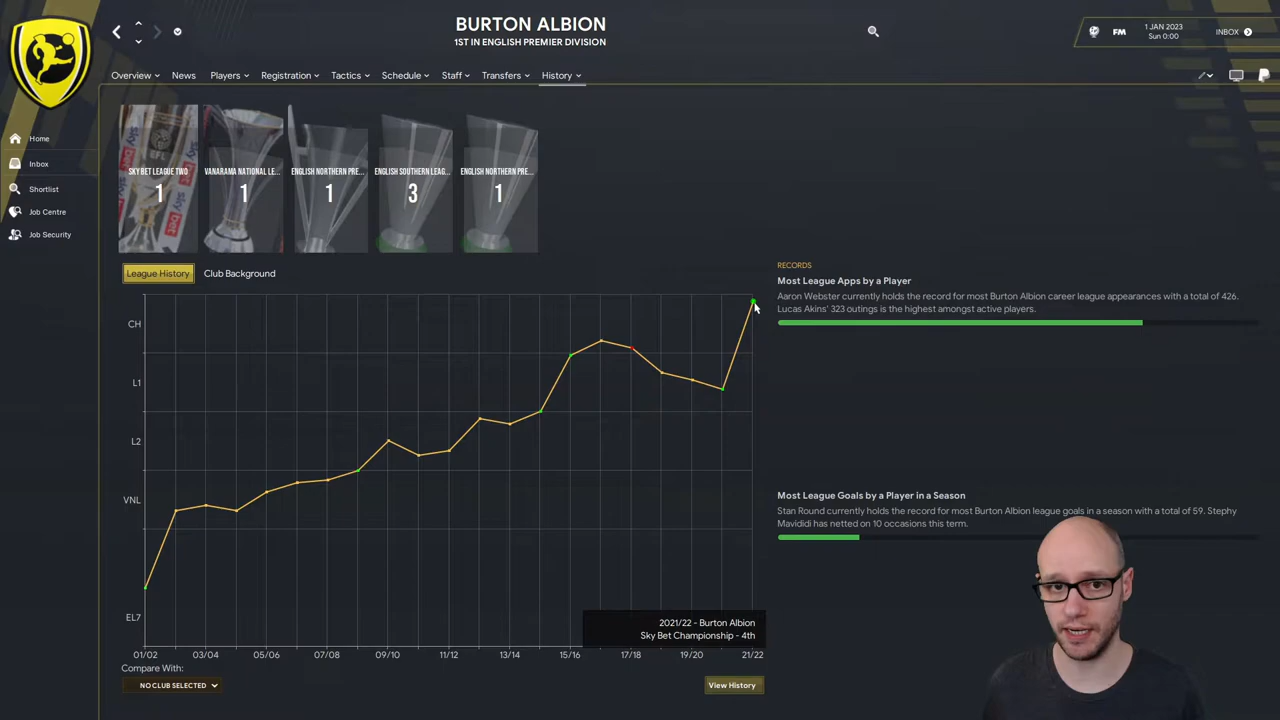 BURTON ALBION
1ST IN ENGLISH PREMIER DIVISION
1 JAN 2023
Sun 0:00
FM
INBOX
Overview
News
Players
Registration
Tactics
Schedule
Staff
Transfers
History
Home
Inbox
Shortlist
Job Centre
Job Security
SKY BET LEAGUE TWO
1
VANARAMA NATIONAL LE...
1
ENGLISH NORTHERN PRE...
1
ENGLISH SOUTHERN LEAG...
3
ENGLISH NORTHERN PRE...
1
League History
Club Background
CH
L1
L2
VNL
EL7
01/02
03/04
05/06
07/08
09/10
11/12
13/14
15/16
17/18
19/20
21/22
2021/22 - Burton Albion
Sky Bet Championship - 4th
Compare With:
NO CLUB SELECTED
View History
RECORDS
Most League Apps by a Player
Aaron Webster currently holds the record for most Burton Albion career league appearances with a total of 426.
Lucas Akins' 323 outings is the highest amongst active players.
Most League Goals by a Player in a Season
Stan Round currently holds the record for most Burton Albion league goals in a season with a total of 59. Stephy
Mavididi has netted on 10 occasions this term.